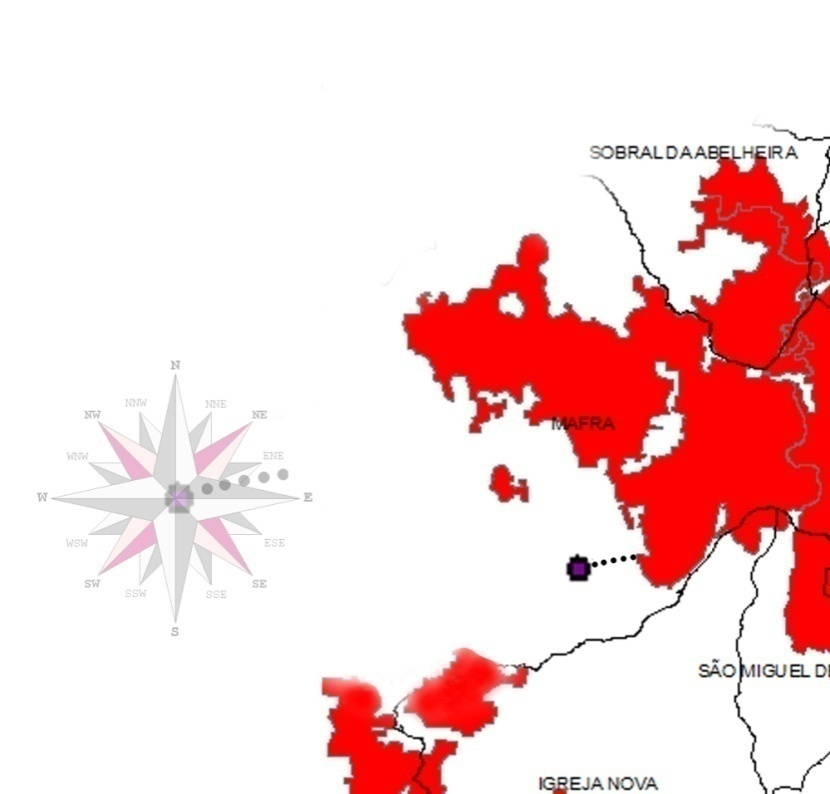 SOBRAL DA ABELHEIRA
N
NNW
NNE
NW
NE
MAFRA
WNW
ENE
W
E
WSW
ESE
SW
SE
SSW
SSE
S
SÃO MIGUEL DE
IGREJA NOVA